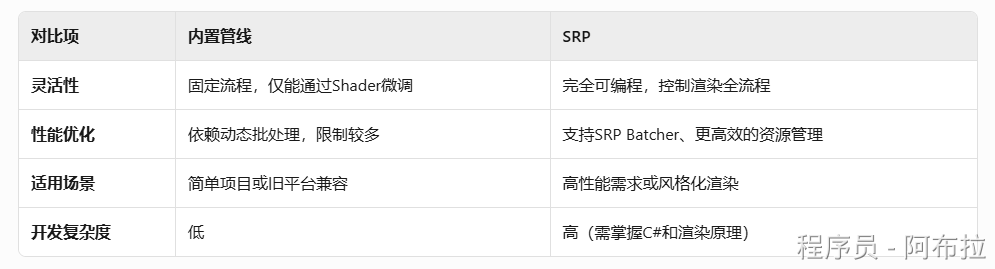 对比项 内置管线 SRP
灵活性 固定流程，仅能通过Shader微调 完全可编程，控制渲染全流程
性能优化 依赖动态批处理，限制较多 支持SRP Batcher、更高效的资源管理
适用场景 简单项目或旧平台兼容 高性能需求或风格化渲染
开发复杂度 低 高（需掌握C#和渲染原理）
程序员 - 阿布拉